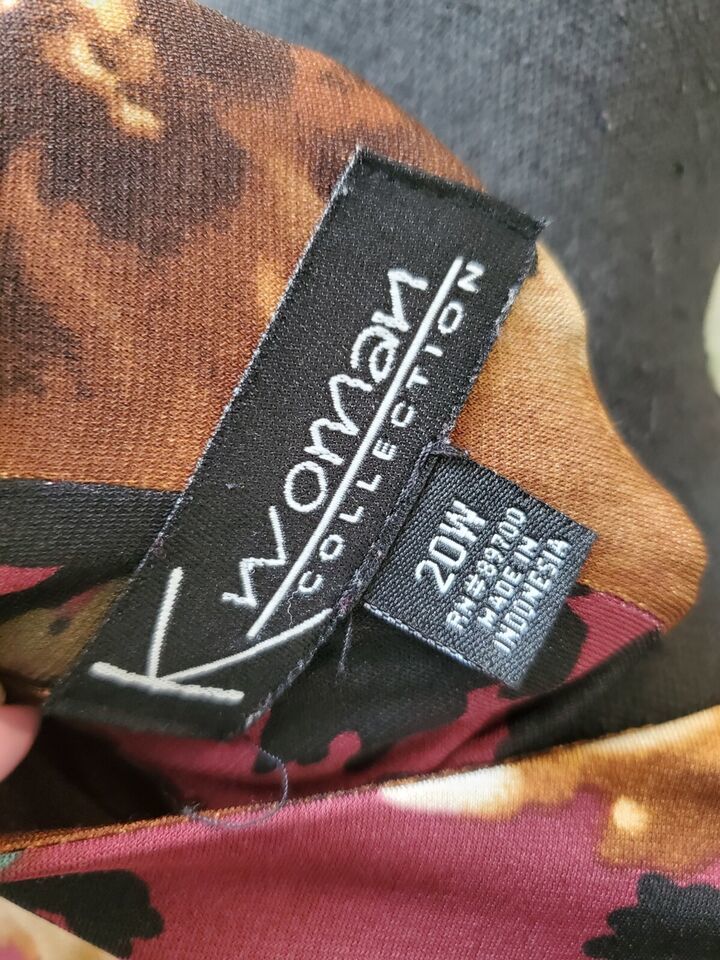 K
woman
COLLECTION
20W
RN#89700
MADE IN
INDONESIA